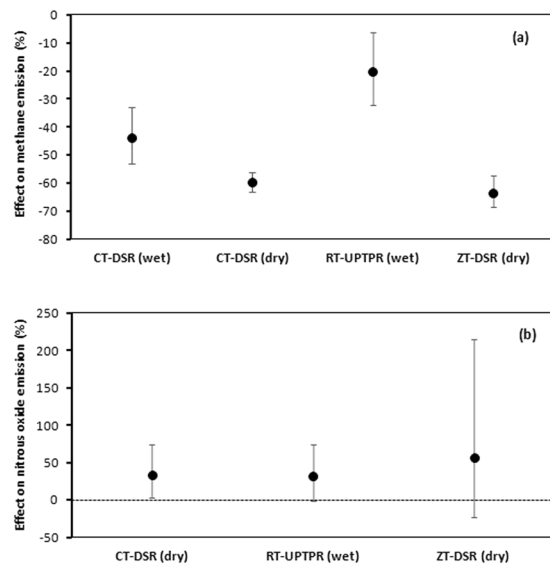 (a)
Effect on methane emission (%)
0
-10
-20
-30
-40
-50
-60
-70
-80
CT-DSR (wet) CT-DSR (dry) RT-UPTPR (wet) ZT-DSR (dry)
(b)
Effect on nitrous oxide emission (%)
250
200
150
100
50
0
-50
CT-DSR (dry) RT-UPTPR (wet) ZT-DSR (dry)